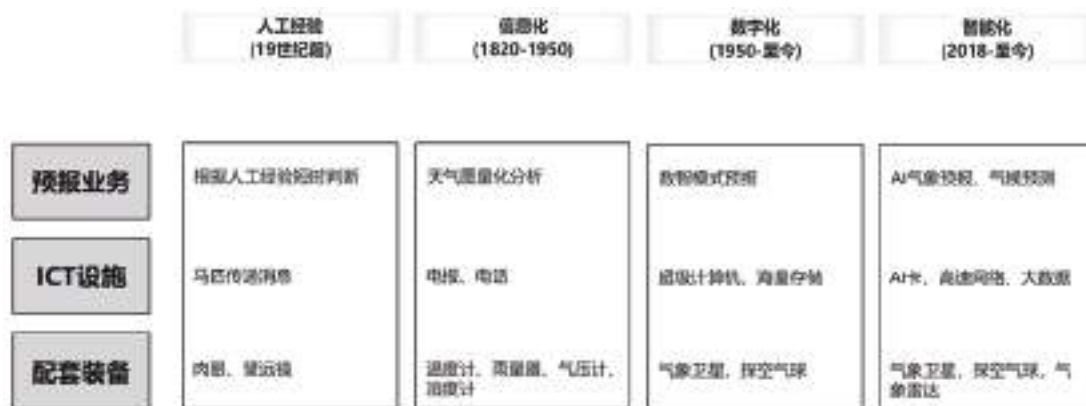 人工经验
(19世纪前)
信息化
(1820-1950)
数字化
(1950-至今)
智能化
(2018-至今)
预报业务
根据人工经验短时判断
天气图量化分析
数智模式预报
AI气象预报、气候预测
ICT设施
马匹传递消息
电报、电话
超级计算机、海量存储
AI卡、高速网络、大数据
配套装备
肉眼、望远镜
温度计、雨量器、气压计、
湿度计
气象卫星、探空气球
气象卫星、探空气球、气
象雷达